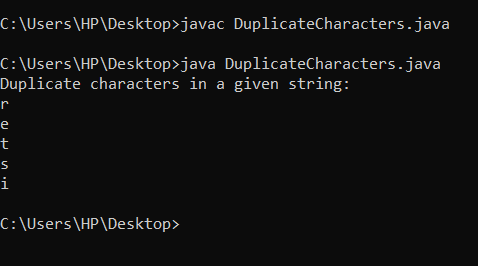 C:\Users\HP\Desktop>javac DuplicateCharacters.java
C:\Users\HP\Desktop>java DuplicateCharacters.java
Duplicate characters in a given string:
r
e
t
s
i
C:\Users\HP\Desktop>